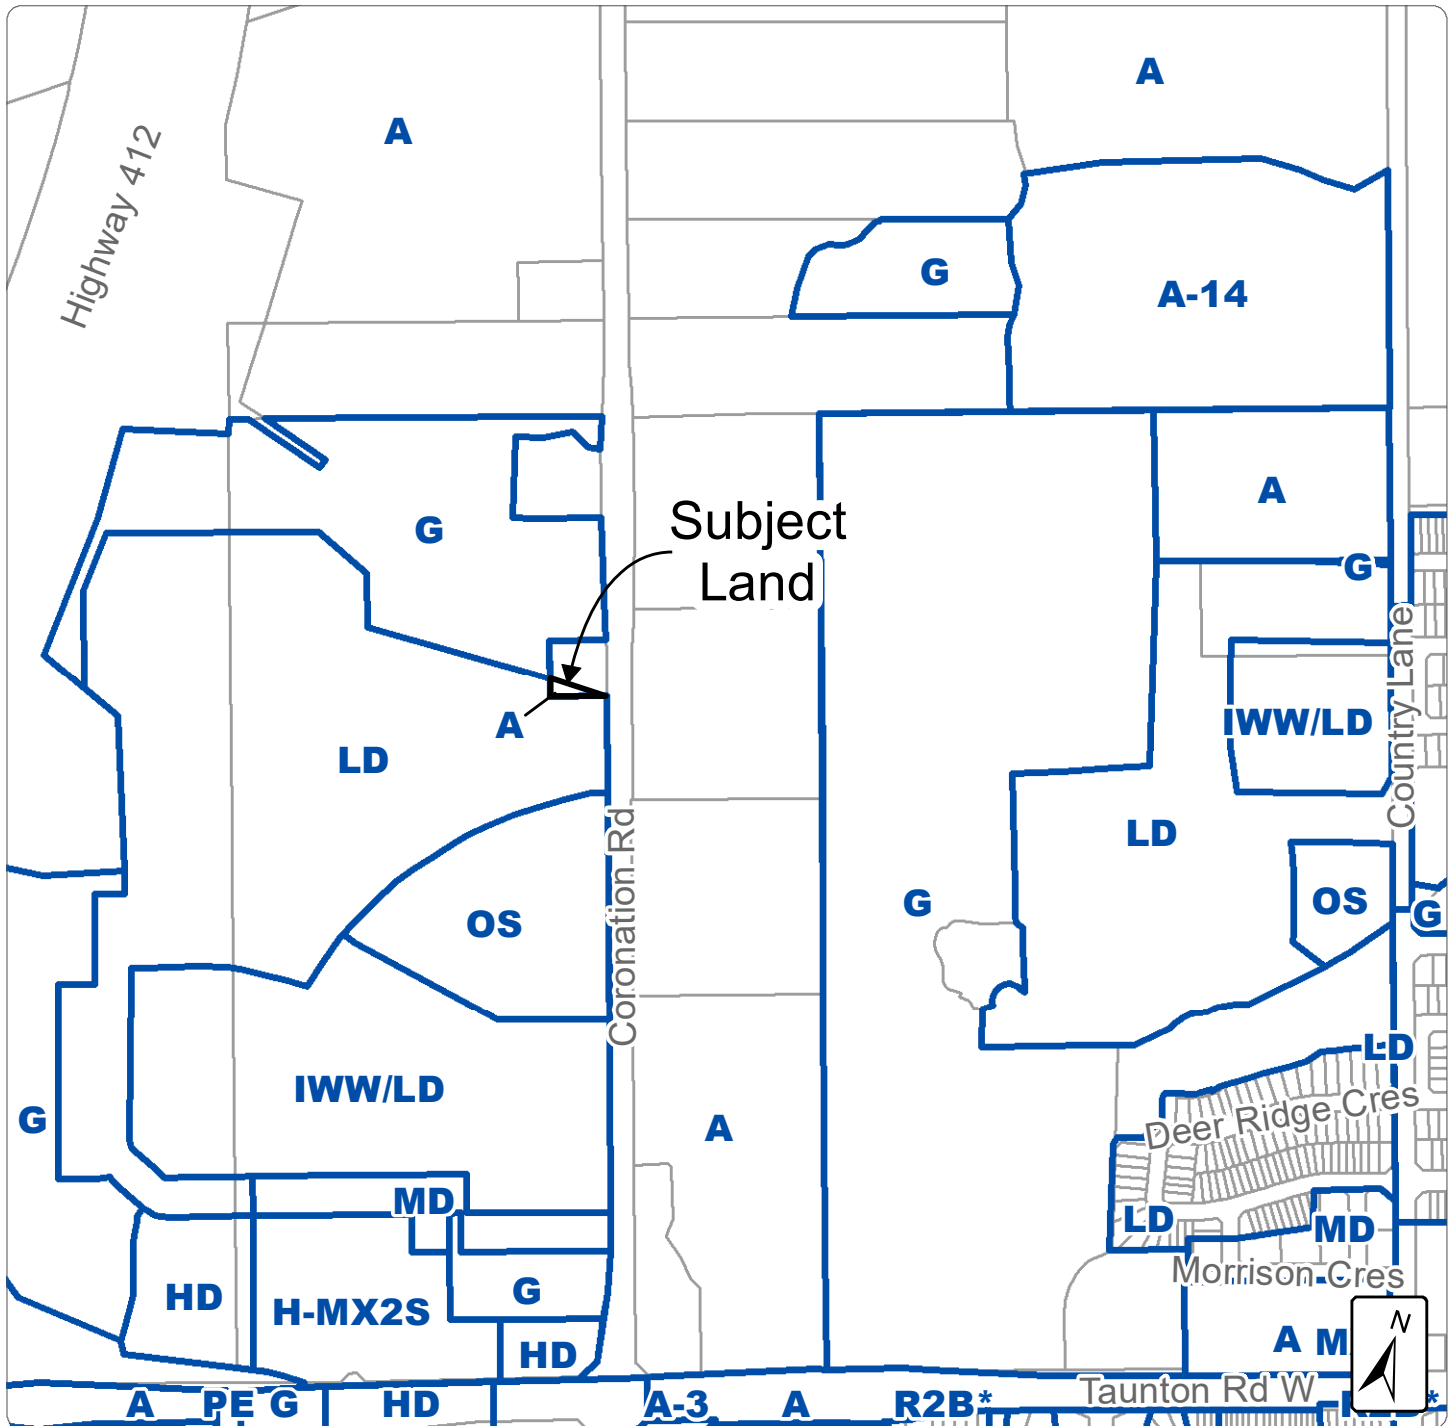 A
A
Highway 412
G
A-14
A
G
Subject
Land
G
A
IWW/LD
Country Lane
LD
LD
OS
G
OS
G
Coronation Rd
LD
IWW/LD
G
A
Deer Ridge Cres
MD
LD
MD
Morrison Cres
HD
H-MX2S
G
HD
A
N
Taunton Rd W
A
PE
G
HD
A-3
A
R2B*